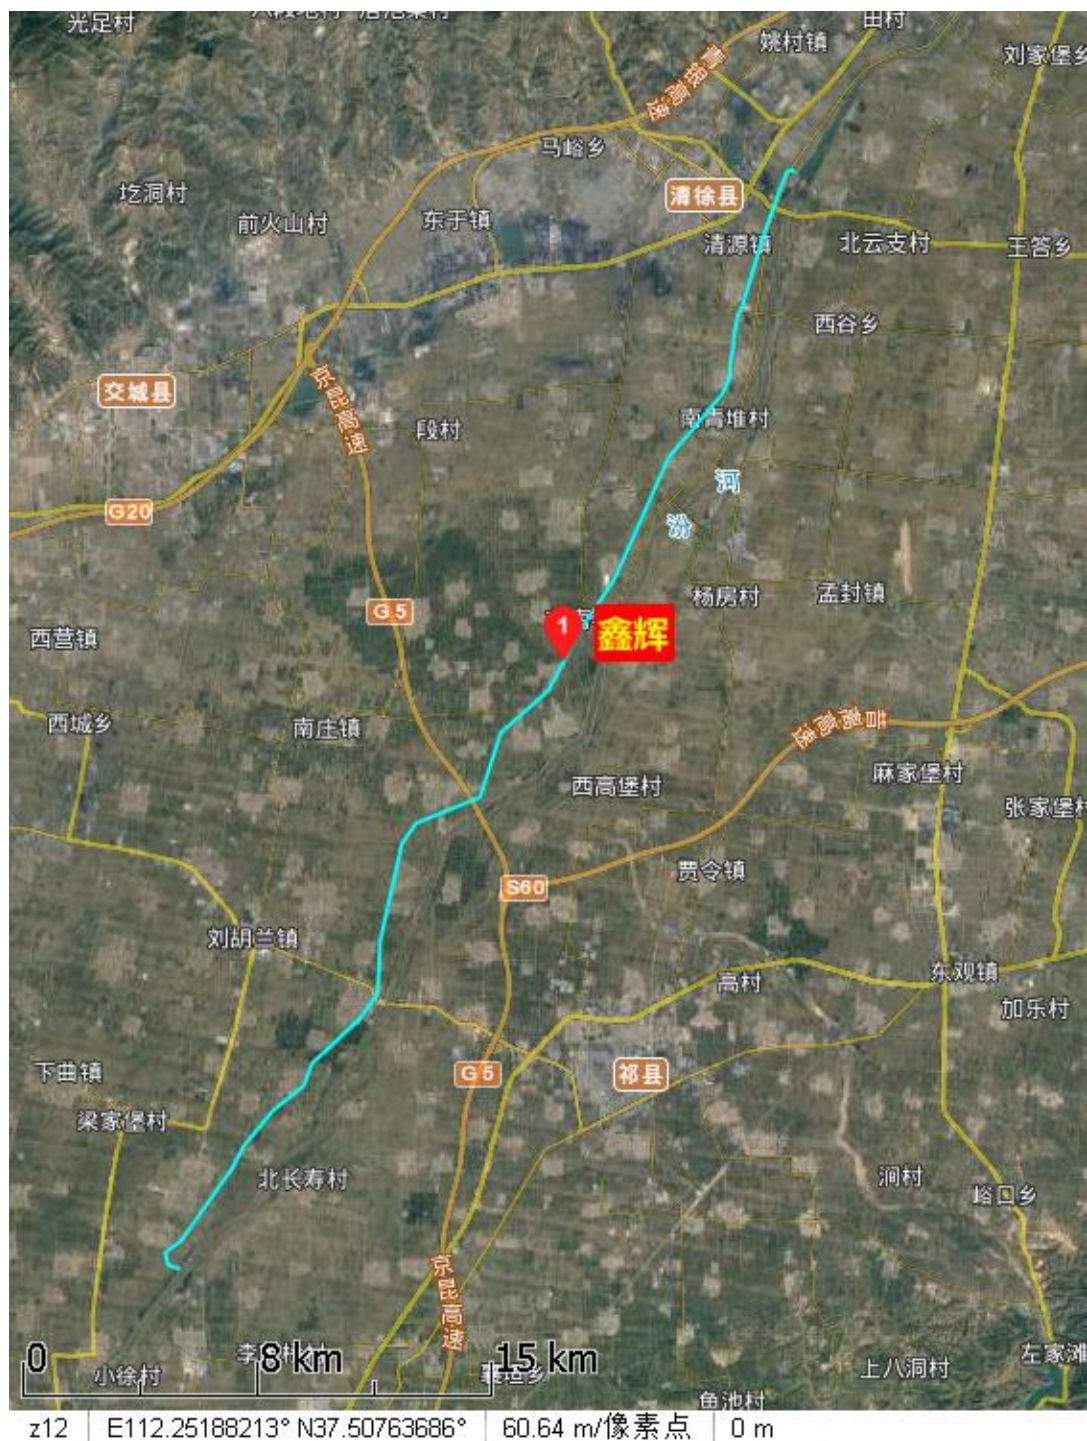 光足村
田村
姚村镇
刘家堡乡
青银高速
马峪乡
圪洞村
清徐县
前火山村
东于镇
清源镇
北云支村
王答乡
西谷乡
交城县
京昆高速
段村
南青堆村
河
汾
G20
杨房村
孟封镇
G5
1
鑫辉
西营镇
西城乡
南庄镇
昔榆高速
麻家堡村
西高堡村
张家堡村
贾令镇
S60
刘胡兰镇
东观镇
高村
加乐村
下曲镇
G5
祁县
梁家堡村
北长寿村
涧村
峪口乡
京昆高速
0 8 km 15 km
左家滩
小徐村
上八洞村
鱼池村
z12 E112.25188213° N37.50763686° 60.64 m/像素点 0 m